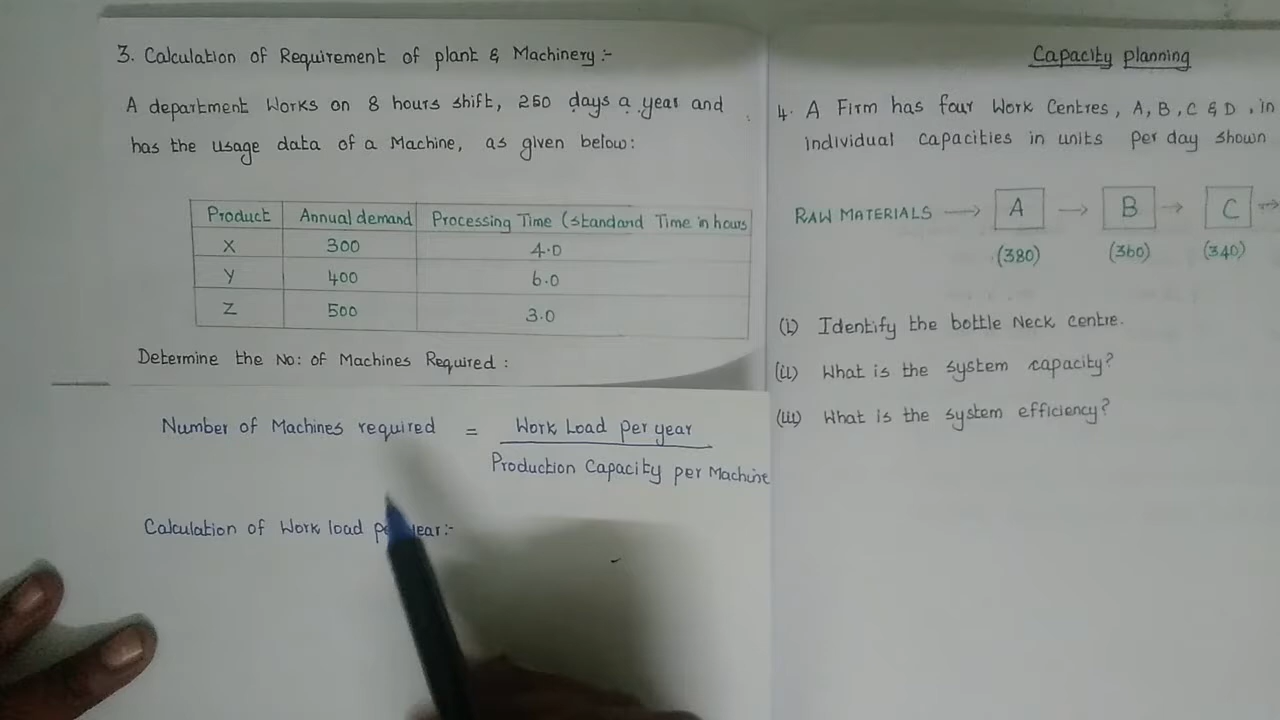 3. Calculation of Requirement of plant & Machinery :-
A department Works on 8 hours shift, 250 days a year and
has the usage data of a Machine, as given below:
Product Annual demand Processing Time (standard Time in hours
X 300 4.0
Y 400 6.0
Z 500 3.0
Determine the No: of Machines Required :
Number of Machines required = Work Load per year
Production Capacity per Machine
Calculation of Work load year:-
Capacity planning
4. A Firm has four Work Centres, A, B, C & D, in
individual capacities in units per day shown
RAW MATERIALS → A → B → C →
(380) (360) (340)
(i) Identify the bottle Neck centre.
(ii) What is the system capacity?
(iii) What is the system efficiency?